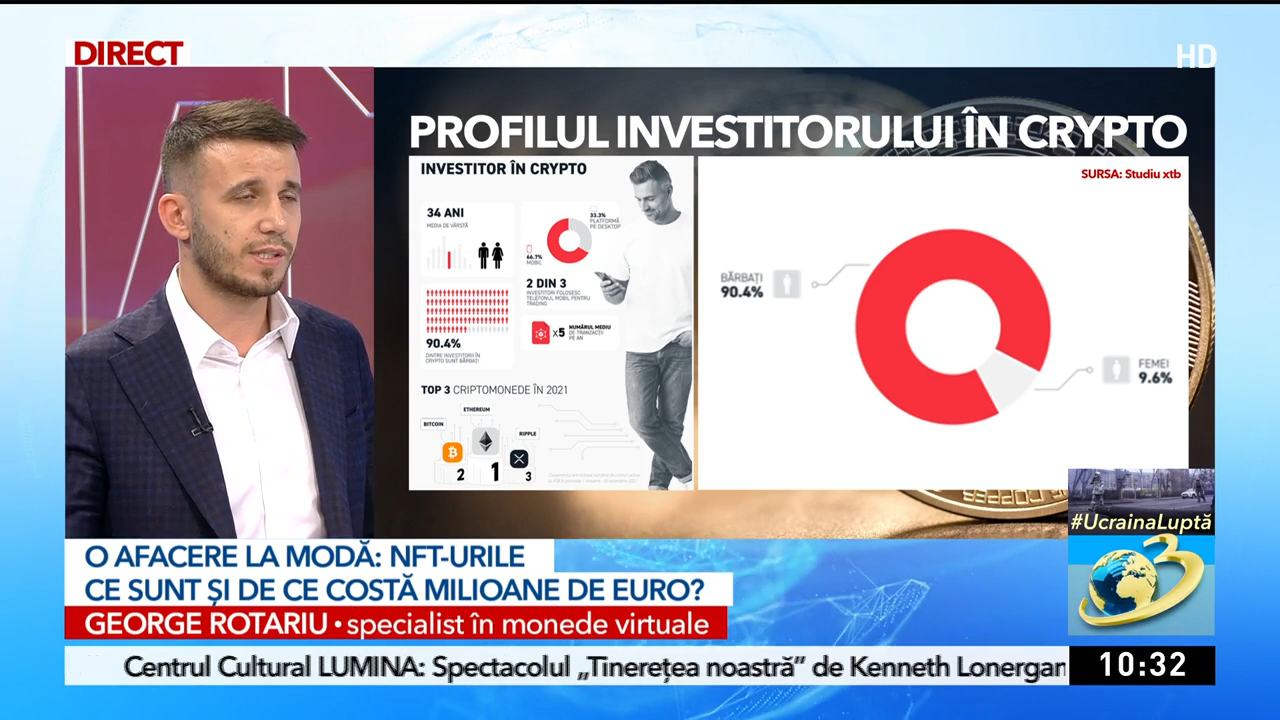 DIRECT
HD
PROFILUL INVESTITORULUI ÎN CRYPTO
INVESTITOR ÎN CRYPTO
34 ANI
MEDIA DE VÂRSTĂ
33.3%
PLATFORMĂ
PE DESKTOP
66.7%
MOBIL
2 DIN 3
INVESTITORI FOLOSESC
TELEFONUL MOBIL PENTRU
TRADING
x5 NUMĂRUL MEDIU
DE TRANZACȚII
PE AN
90.4%
DINTRE INVESTITORII ÎN
CRYPTO SUNT BĂRBAȚI
TOP 3 CRIPTOMONEDE ÎN 2021
ETHEREUM
BITCOIN
RIPPLE
2
1
3
SURSA: Studiu xtb
BĂRBAȚI
90.4%
FEMEI
9.6%
#UcrainaLuptă
3
O AFACERE LA MODĂ: NFT-URILE
CE SUNT ȘI DE CE COSTĂ MILIOANE DE EURO?
GEORGE ROTARIU • specialist în monede virtuale
Centrul Cultural LUMINA: Spectacolul „Tinerețea noastră” de Kenneth Lonergan
10:32